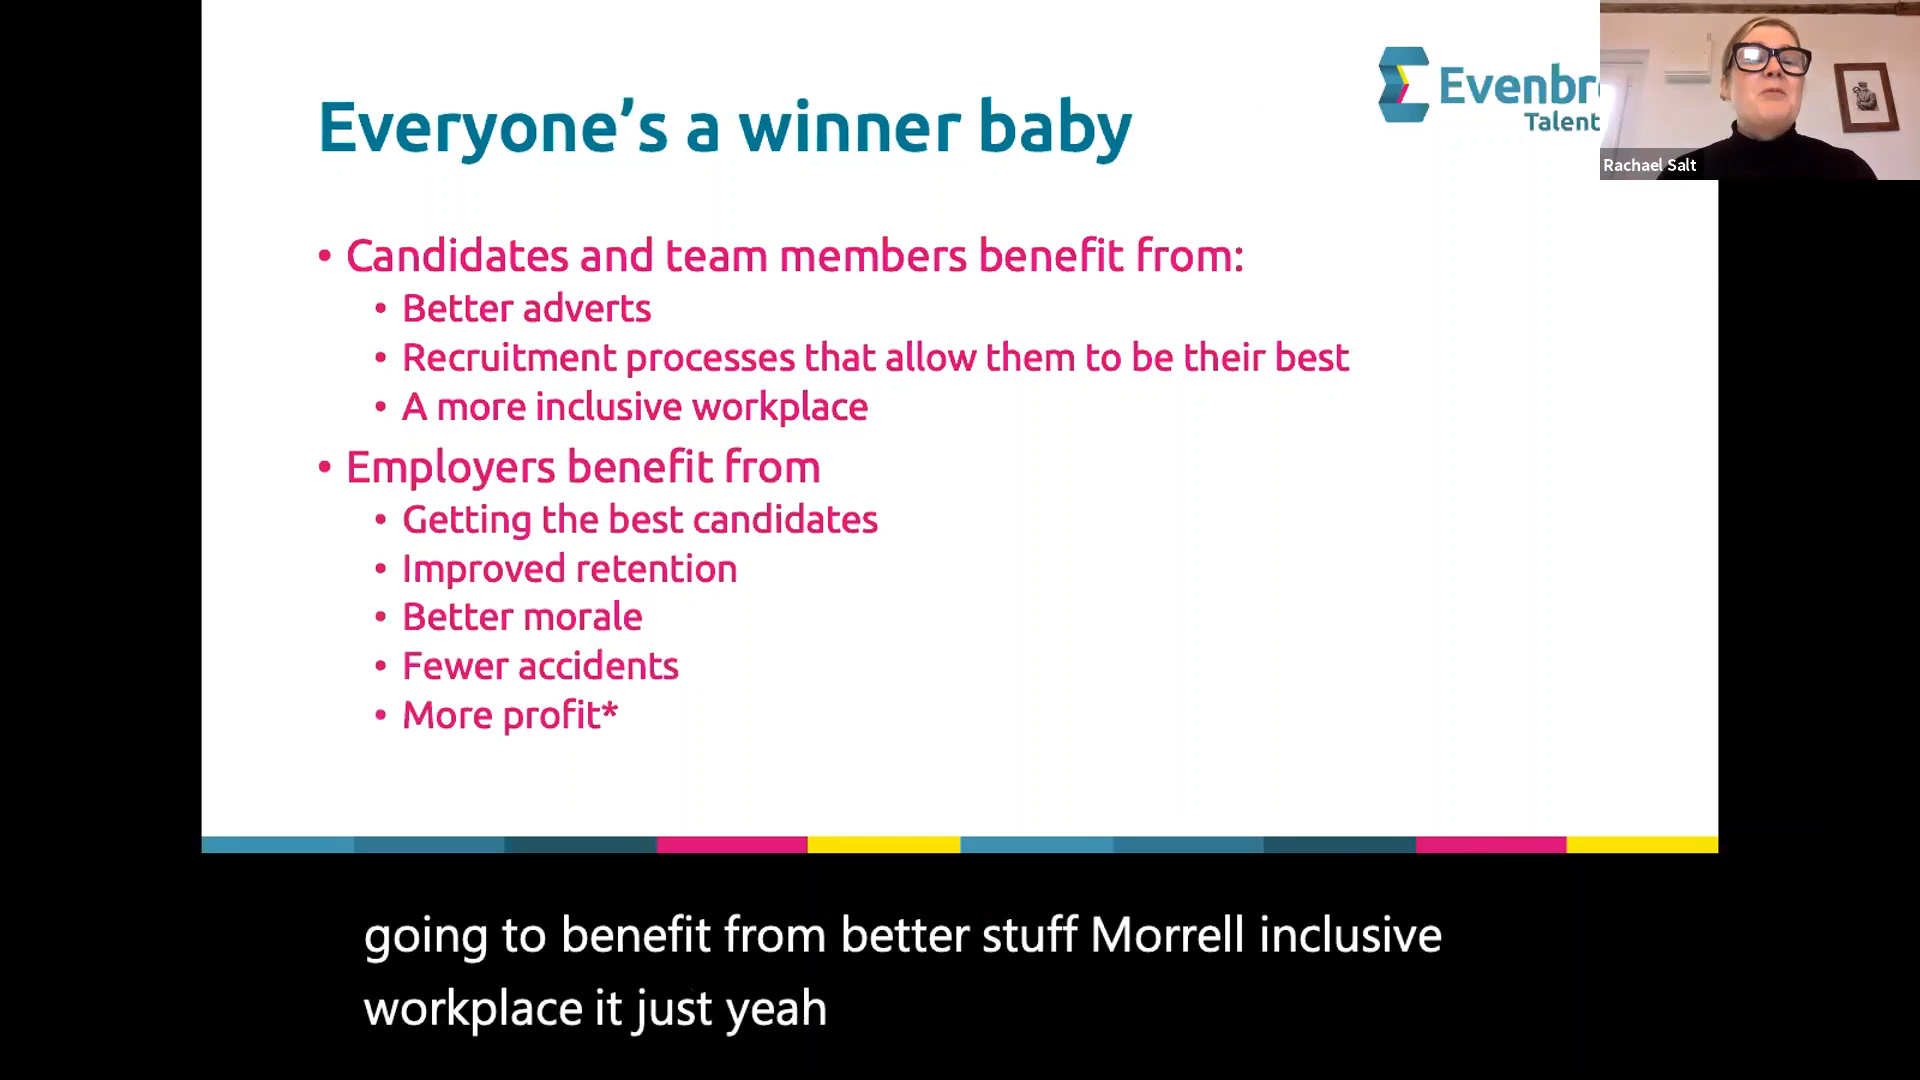 Everyone’s a winner baby
Evenbr
Talent
Rachael Salt
• Candidates and team members benefit from:
• Better adverts
• Recruitment processes that allow them to be their best
• A more inclusive workplace
• Employers benefit from
• Getting the best candidates
• Improved retention
• Better morale
• Fewer accidents
• More profit*
going to benefit from better stuff Morrell inclusive
workplace it just yeah